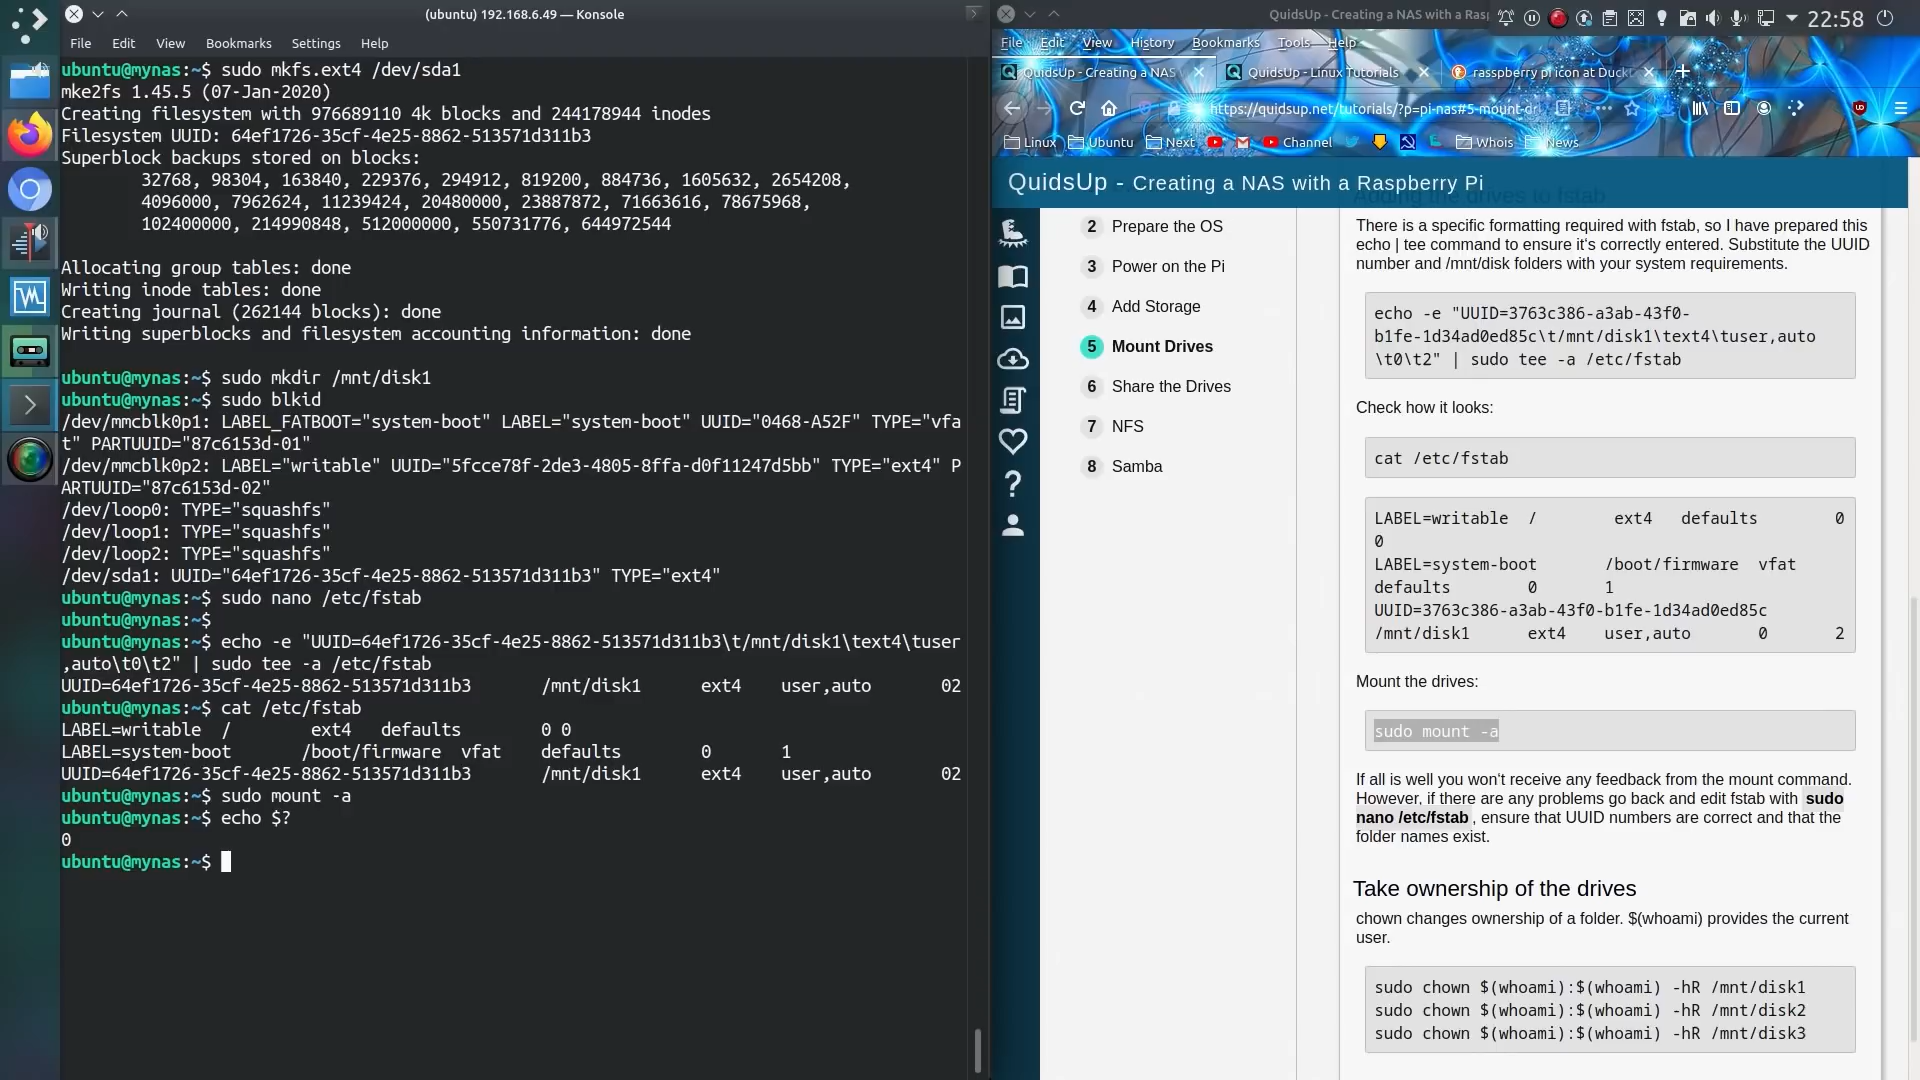 (ubuntu) 192.168.6.49 — Konsole
File Edit View Bookmarks Settings Help
ubuntu@mynas:~$ sudo mkfs.ext4 /dev/sda1
mke2fs 1.45.5 (07-Jan-2020)
Creating filesystem with 976689110 4k blocks and 244178944 inodes
Filesystem UUID: 64ef1726-35cf-4e25-8862-513571d311b3
Superblock backups stored on blocks:
32768, 98304, 163840, 229376, 294912, 819200, 884736, 1605632, 2654208,
4096000, 7962624, 11239424, 20480000, 23887872, 71663616, 78675968,
102400000, 214990848, 512000000, 550731776, 644972544
Allocating group tables: done
Writing inode tables: done
Creating journal (262144 blocks): done
Writing superblocks and filesystem accounting information: done
ubuntu@mynas:~$ sudo mkdir /mnt/disk1
ubuntu@mynas:~$ sudo blkid
/dev/mmcblk0p1: LABEL_FATBOOT="system-boot" LABEL="system-boot" UUID="0468-A52F" TYPE="vfa
t" PARTUUID="87c6153d-01"
/dev/mmcblk0p2: LABEL="writable" UUID="5fcce78f-2de3-4805-8ffa-d0f11247d5bb" TYPE="ext4" P
ARTUUID="87c6153d-02"
/dev/loop0: TYPE="squashfs"
/dev/loop1: TYPE="squashfs"
/dev/loop2: TYPE="squashfs"
/dev/sda1: UUID="64ef1726-35cf-4e25-8862-513571d311b3" TYPE="ext4"
ubuntu@mynas:~$ sudo nano /etc/fstab
ubuntu@mynas:~$
ubuntu@mynas:~$ echo -e "UUID=64ef1726-35cf-4e25-8862-513571d311b3\t/mnt/disk1\text4\tuser
,auto\t0\t2" | sudo tee -a /etc/fstab
UUID=64ef1726-35cf-4e25-8862-513571d311b3 /mnt/disk1 ext4 user,auto 02
ubuntu@mynas:~$ cat /etc/fstab
LABEL=writable / ext4 defaults 0 0
LABEL=system-boot /boot/firmware vfat defaults 0 1
UUID=64ef1726-35cf-4e25-8862-513571d311b3 /mnt/disk1 ext4 user,auto 02
ubuntu@mynas:~$ sudo mount -a
ubuntu@mynas:~$ echo $?
0
ubuntu@mynas:~$
QuidsUp - Creating a NAS with a Rasp
22:58
File Edit View History Bookmarks Tools Help
QuidsUp - Creating a NAS
QuidsUp - Linux Tutorials
rasspberry pi icon at Duck
https://quidsup.net/tutorials/?p=pi-nas#5-mount-dr
Linux Ubuntu Next Channel Whois News
QuidsUp - Creating a NAS with a Raspberry Pi
Adding the drives to fstab
2 Prepare the OS
3 Power on the Pi
4 Add Storage
5 Mount Drives
6 Share the Drives
7 NFS
8 Samba
There is a specific formatting required with fstab, so I have prepared this
echo | tee command to ensure it's correctly entered. Substitute the UUID
number and /mnt/disk folders with your system requirements.
echo -e "UUID=3763c386-a3ab-43f0-
b1fe-1d34ad0ed85c\t/mnt/disk1\text4\tuser,auto
\t0\t2" | sudo tee -a /etc/fstab
Check how it looks:
cat /etc/fstab
LABEL=writable / ext4 defaults 0
0
LABEL=system-boot /boot/firmware vfat
defaults 0 1
UUID=3763c386-a3ab-43f0-b1fe-1d34ad0ed85c
/mnt/disk1 ext4 user,auto 0 2
Mount the drives:
sudo mount -a
If all is well you won't receive any feedback from the mount command.
However, if there are any problems go back and edit fstab with sudo
nano /etc/fstab , ensure that UUID numbers are correct and that the
folder names exist.
Take ownership of the drives
chown changes ownership of a folder. $(whoami) provides the current
user.
sudo chown $(whoami):$(whoami) -hR /mnt/disk1
sudo chown $(whoami):$(whoami) -hR /mnt/disk2
sudo chown $(whoami):$(whoami) -hR /mnt/disk3